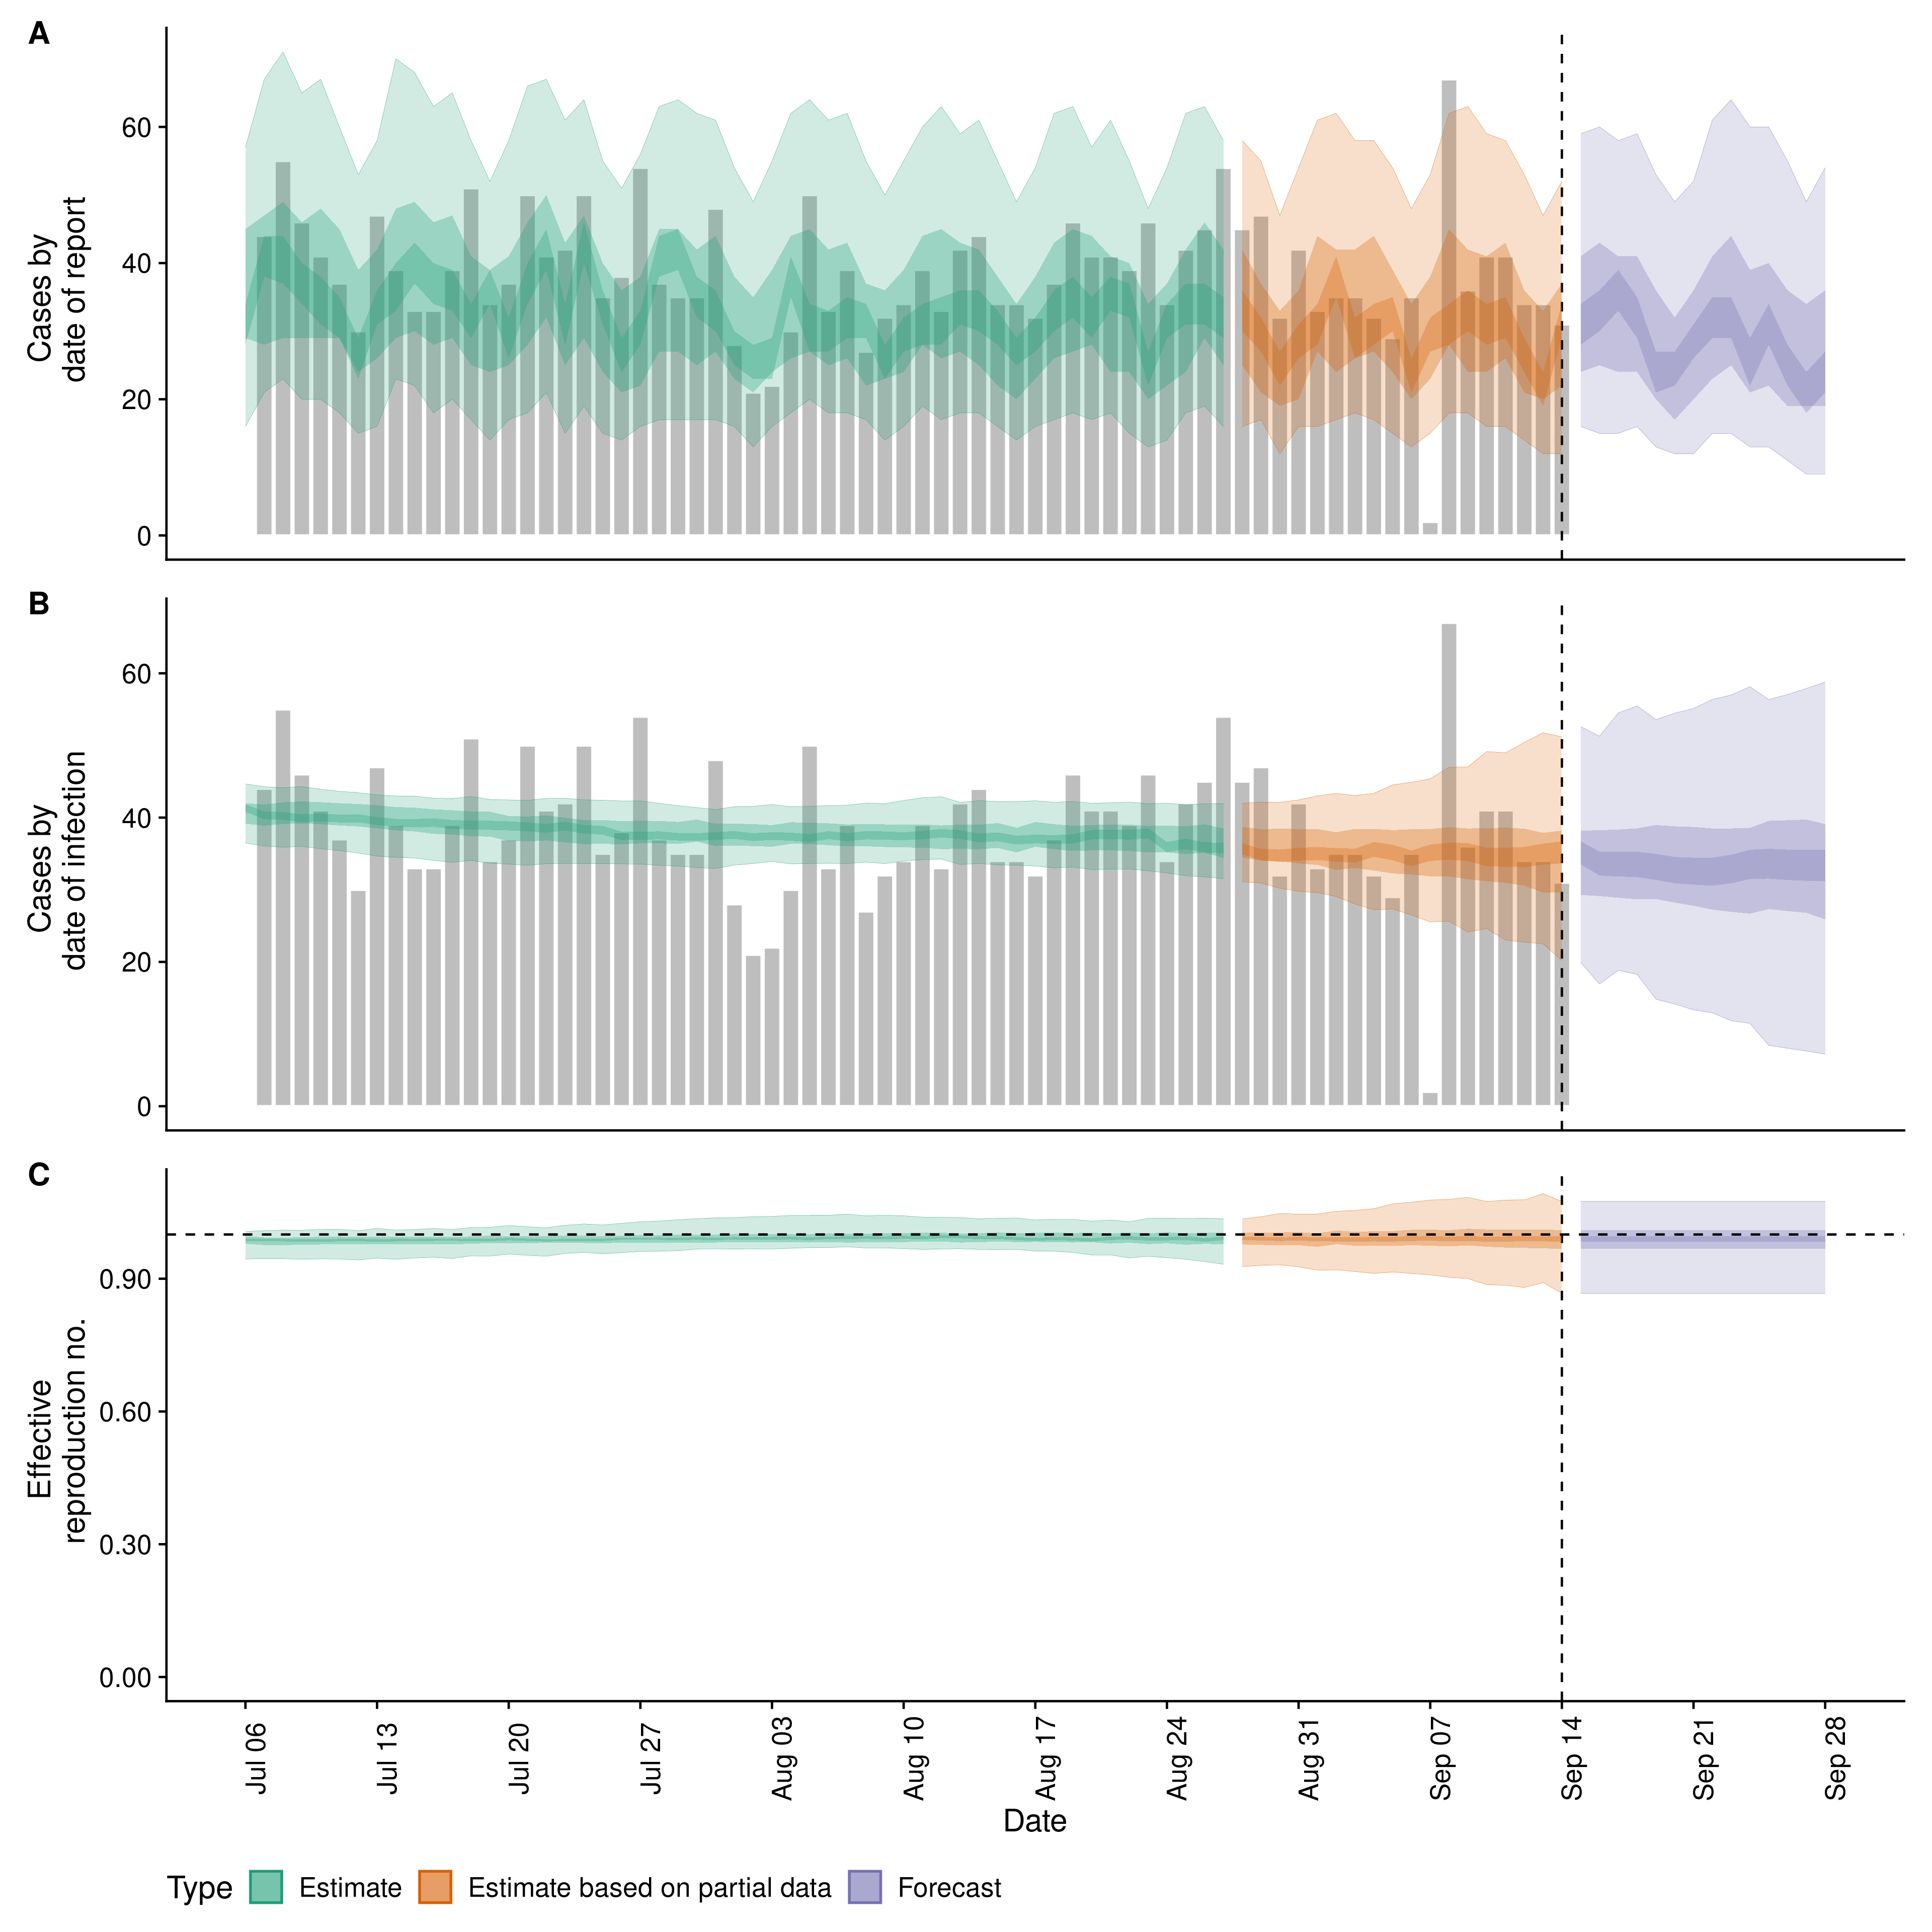 A
Cases by
date of report
60
40
20
0
B
Cases by
date of infection
60
40
20
0
C
Effective
reproduction no.
0.90
0.60
0.30
0.00
Jul 06
Jul 13
Jul 20
Jul 27
Aug 03
Aug 10
Aug 17
Aug 24
Aug 31
Sep 07
Sep 14
Sep 21
Sep 28
Date
Type Estimate Estimate based on partial data Forecast